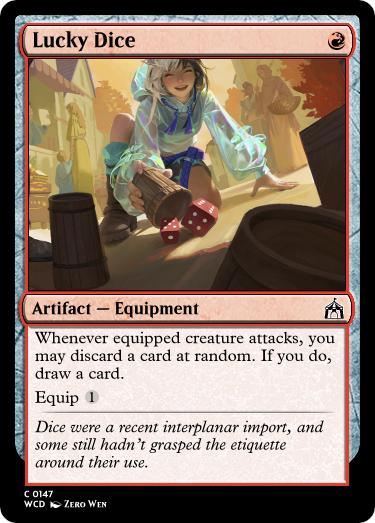 Lucky Dice
Artifact — Equipment
Whenever equipped creature attacks, you
may discard a card at random. If you do,
draw a card.
Equip 1
Dice were a recent interplanar import, and
some still hadn't grasped the etiquette
around their use.
C 0147
WCD Zero Wen